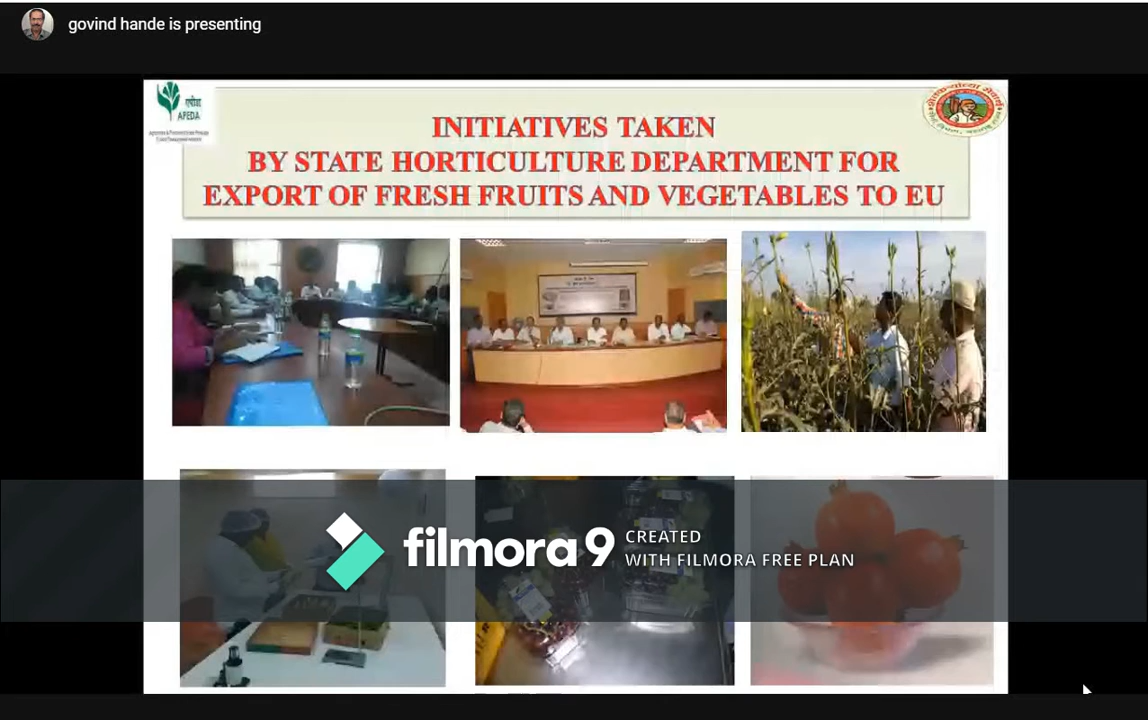 govind hande is presenting
एपीडा
APEDA
INITIATIVES TAKEN
BY STATE HORTICULTURE DEPARTMENT FOR
EXPORT OF FRESH FRUITS AND VEGETABLES TO EU
filmora9
CREATED
WITH FILMORA FREE PLAN